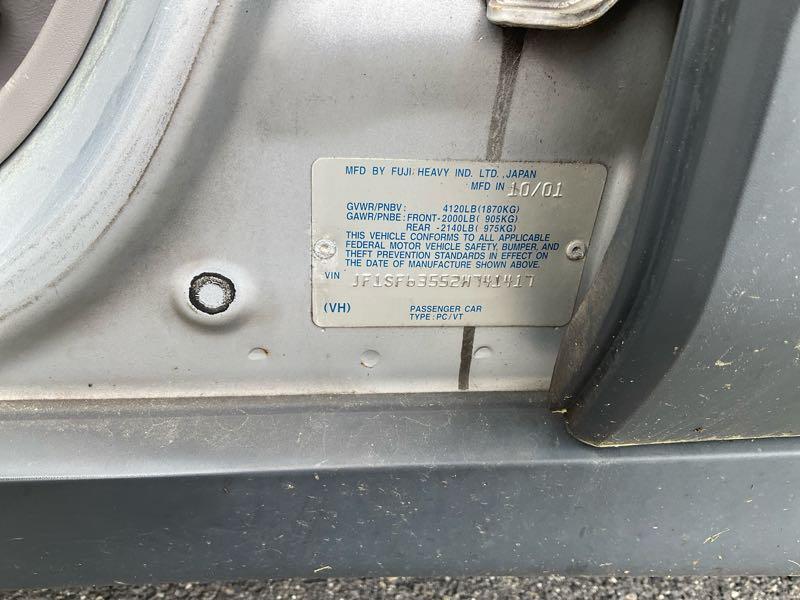 MFD BY FUJI HEAVY IND. LTD. JAPAN
MFD IN 10/01
GVWR/PNBV: 4120LB(1870KG)
GAWR/PNBE: FRONT-2000LB( 905KG)
REAR -2140LB( 975KG)
THIS VEHICLE CONFORMS TO ALL APPLICABLE
FEDERAL MOTOR VEHICLE SAFETY, BUMPER, AND
THEFT PREVENTION STANDARDS IN EFFECT ON
THE DATE OF MANUFACTURE SHOWN ABOVE.
VIN JF1SF63552H741417
(VH) PASSENGER CAR
TYPE: PC/VT